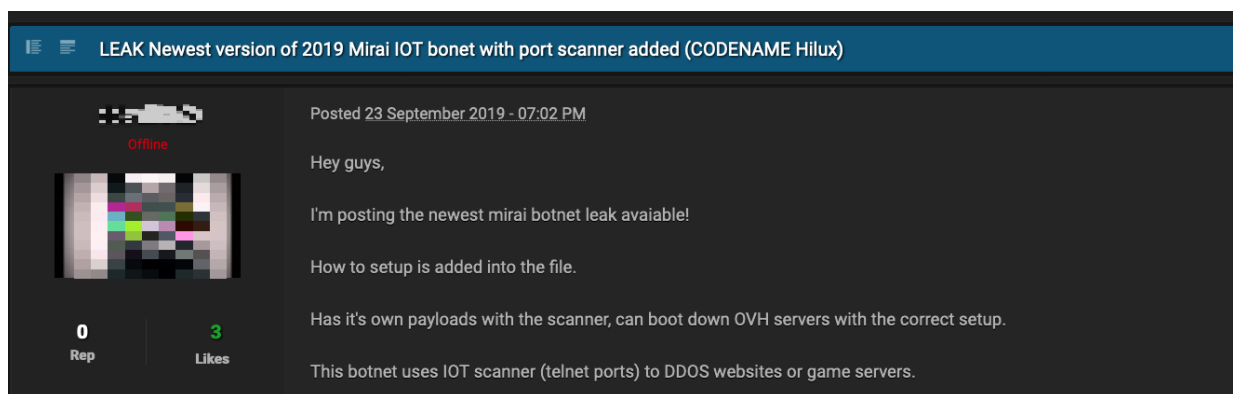 LEAK Newest version of 2019 Mirai IOT bonet with port scanner added (CODENAME Hilux)
Offline
0
Rep
3
Likes
Posted 23 September 2019 - 07:02 PM
Hey guys,
I'm posting the newest mirai botnet leak avaiable!
How to setup is added into the file.
Has it's own payloads with the scanner, can boot down OVH servers with the correct setup.
This botnet uses IOT scanner (telnet ports) to DDOS websites or game servers.